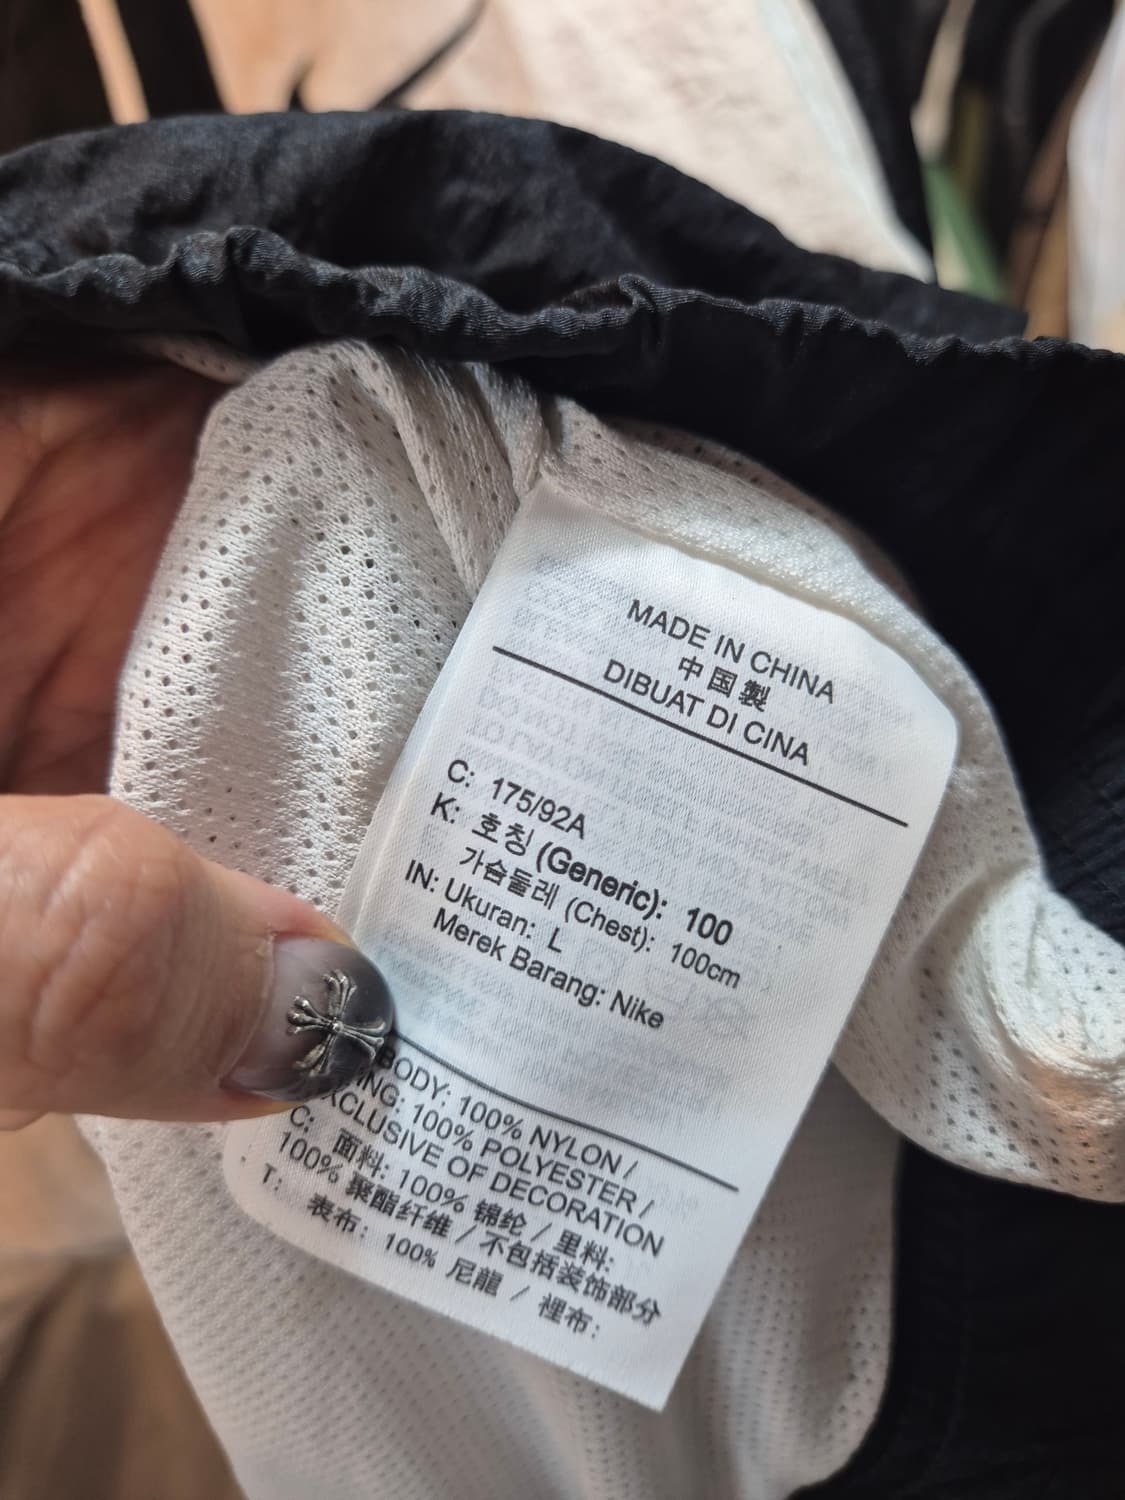 MADE IN CHINA
中国製
DIBUAT DI CINA
C: 175/92A
K: 호칭 (Generic): 100
가슴둘레 (Chest): 100cm
IN: Ukuran: L
Merek Barang: Nike
BODY: 100% NYLON /
100% POLYESTER /
EXCLUSIVE OF DECORATION
C: 面料: 100% 锦纶 / 里料:
100% 聚酯纤维 / 不包括装饰部分
T: 表布: 100% 尼龍 / 裡布: